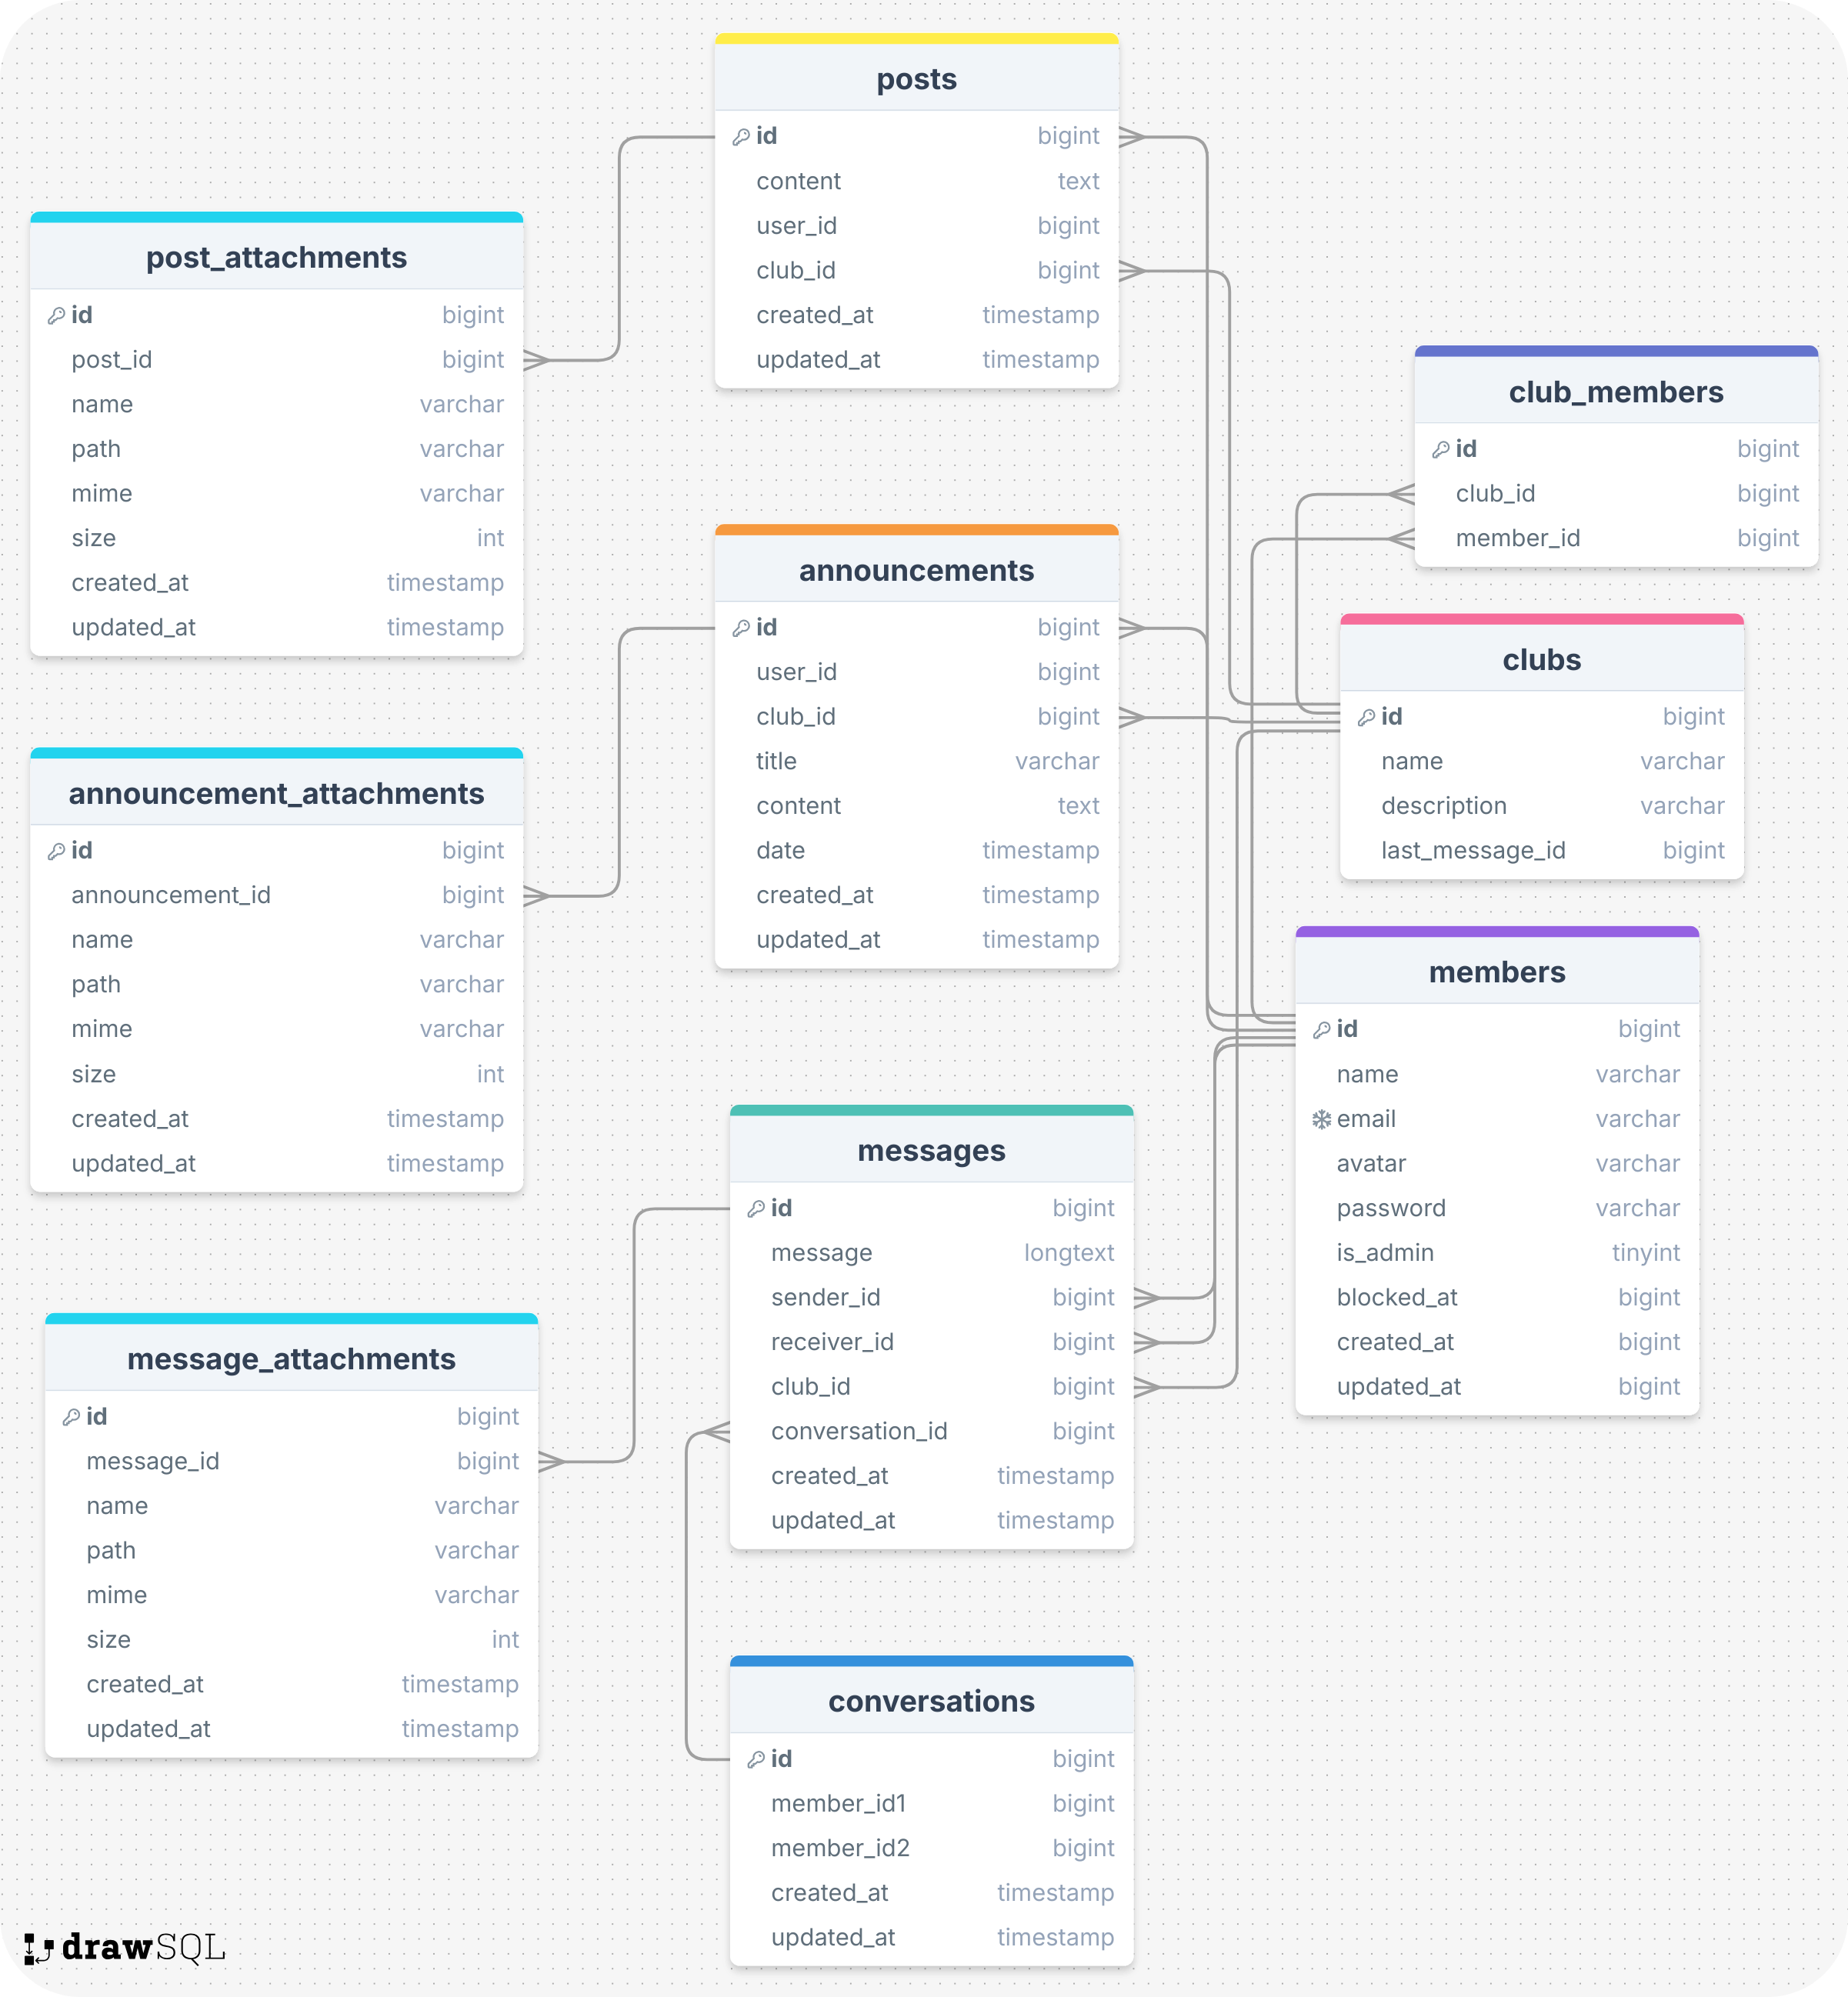 posts
id bigint
content text
user_id bigint
club_id bigint
created_at timestamp
updated_at timestamp
post_attachments
id bigint
post_id bigint
name varchar
path varchar
mime varchar
size int
created_at timestamp
updated_at timestamp
club_members
id bigint
club_id bigint
member_id bigint
announcements
id bigint
user_id bigint
club_id bigint
title varchar
content text
date timestamp
created_at timestamp
updated_at timestamp
clubs
id bigint
name varchar
description varchar
last_message_id bigint
announcement_attachments
id bigint
announcement_id bigint
name varchar
path varchar
mime varchar
size int
created_at timestamp
updated_at timestamp
members
id bigint
name varchar
email varchar
avatar varchar
password varchar
is_admin tinyint
blocked_at bigint
created_at bigint
updated_at bigint
messages
id bigint
message longtext
sender_id bigint
receiver_id bigint
club_id bigint
conversation_id bigint
created_at timestamp
updated_at timestamp
message_attachments
id bigint
message_id bigint
name varchar
path varchar
mime varchar
size int
created_at timestamp
updated_at timestamp
conversations
id bigint
member_id1 bigint
member_id2 bigint
created_at timestamp
updated_at timestamp
drawSQL